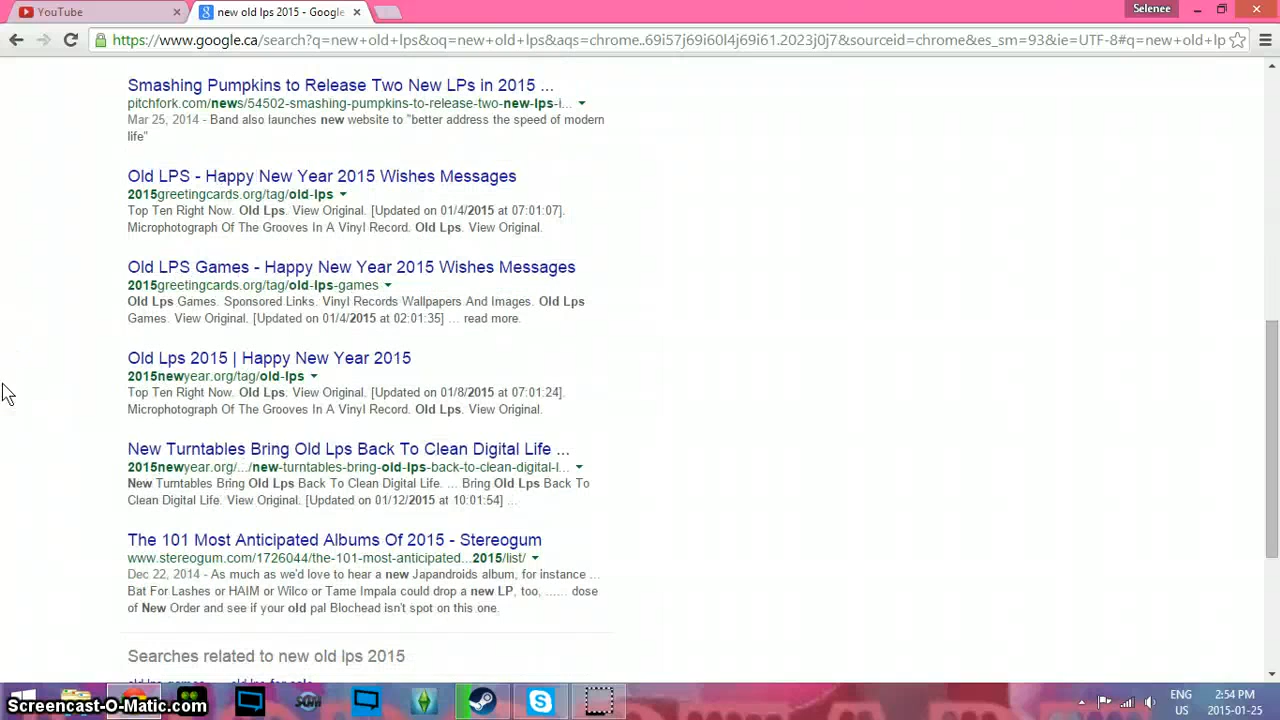 YouTube
new old lps 2015 - Google
Selenee
https://www.google.ca/search?q=new+old+lps&oq=new+old+lps&aqs=chrome..69i57j69i60l4j69i61.2023j0j7&sourceid=chrome&es_sm=93&ie=UTF-8#q=new+old+lp
Smashing Pumpkins to Release Two New LPs in 2015 ...
pitchfork.com/news/54502-smashing-pumpkins-to-release-two-new-lps-i...
Mar 25, 2014 - Band also launches new website to "better address the speed of modern
life"
Old LPS - Happy New Year 2015 Wishes Messages
2015greetingcards.org/tag/old-lps
Top Ten Right Now. Old Lps. View Original. [Updated on 01/4/2015 at 07:01:07].
Microphotograph Of The Grooves In A Vinyl Record. Old Lps. View Original.
Old LPS Games - Happy New Year 2015 Wishes Messages
2015greetingcards.org/tag/old-lps-games
Old Lps Games. Sponsored Links. Vinyl Records Wallpapers And Images. Old Lps
Games. View Original. [Updated on 01/4/2015 at 02:01:35] ... read more.
Old Lps 2015 | Happy New Year 2015
2015newyear.org/tag/old-lps
Top Ten Right Now. Old Lps. View Original. [Updated on 01/8/2015 at 07:01:24].
Microphotograph Of The Grooves In A Vinyl Record. Old Lps. View Original.
New Turntables Bring Old Lps Back To Clean Digital Life ...
2015newyear.org/.../new-turntables-bring-old-lps-back-to-clean-digital-l...
New Turntables Bring Old Lps Back To Clean Digital Life. ... Bring Old Lps Back To
Clean Digital Life. View Original. [Updated on 01/12/2015 at 10:01:54] ...
The 101 Most Anticipated Albums Of 2015 - Stereogum
www.stereogum.com/1726044/the-101-most-anticipated...2015/list/
Dec 22, 2014 - As much as we'd love to hear a new Japandroids album, for instance ...
Bat For Lashes or HAIM or Wilco or Tame Impala could drop a new LP, too, ...... dose
of New Order and see if your old pal Blochead isn't spot on this one.
Searches related to new old lps 2015
Screencast-O-Matic.com
ENG
US
2:54 PM
2015-01-25